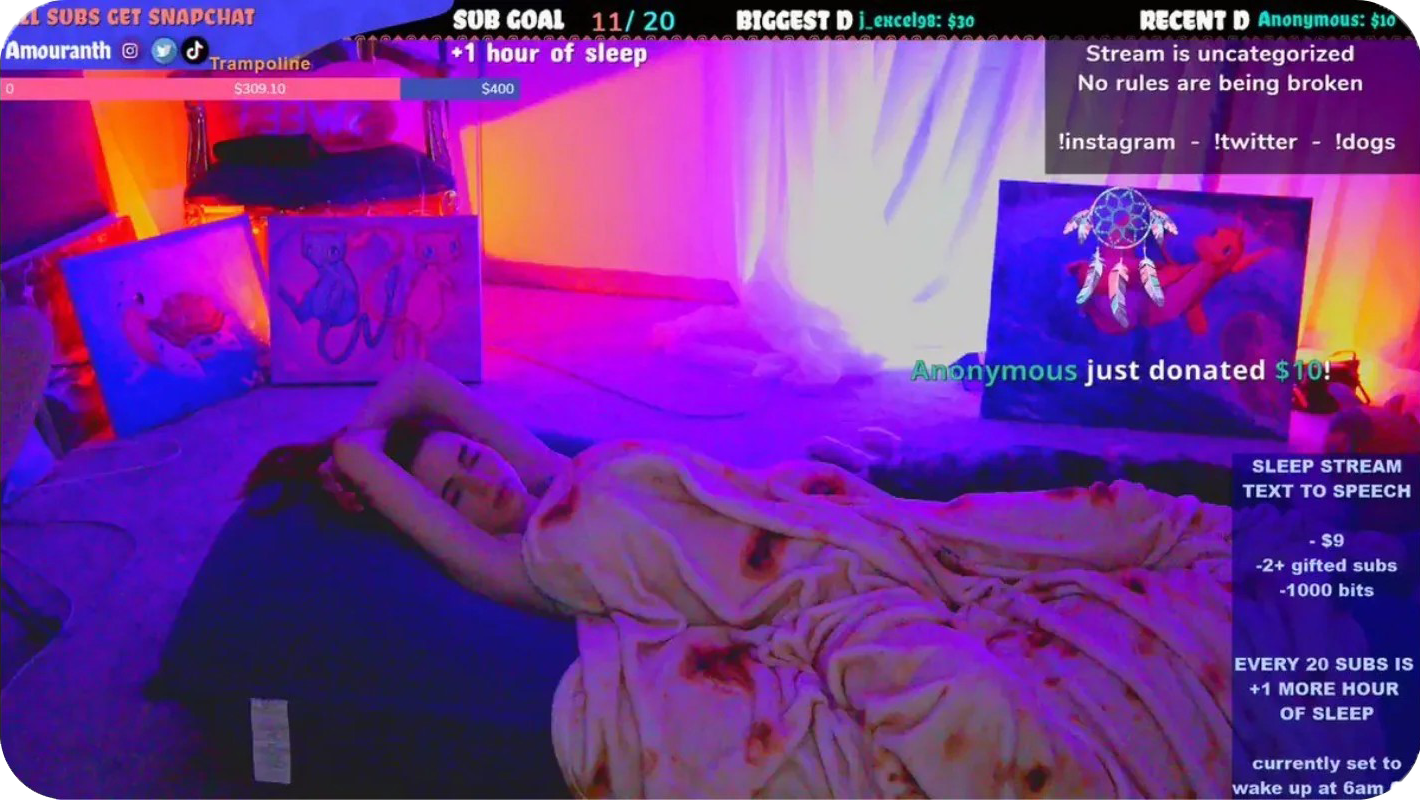 LL SUBS GET SNAPCHAT
Amouranth
Trampoline
0 $309.10 $400
SUB GOAL 11/ 20
+1 hour of sleep
BIGGEST D j_excel98: $30
RECENT D Anonymous: $10
Stream is uncategorized
No rules are being broken
!instagram - !twitter - !dogs
Anonymous just donated $10!
SLEEP STREAM
TEXT TO SPEECH
- $9
-2+ gifted subs
-1000 bits
EVERY 20 SUBS IS
+1 MORE HOUR
OF SLEEP
currently set to
wake up at 6am